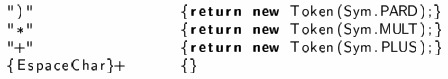 ")" {return new Token(Sym.PARD);}
"*" {return new Token(Sym.MULT);}
"+" {return new Token(Sym.PLUS);}
{EspaceChar}+ {}